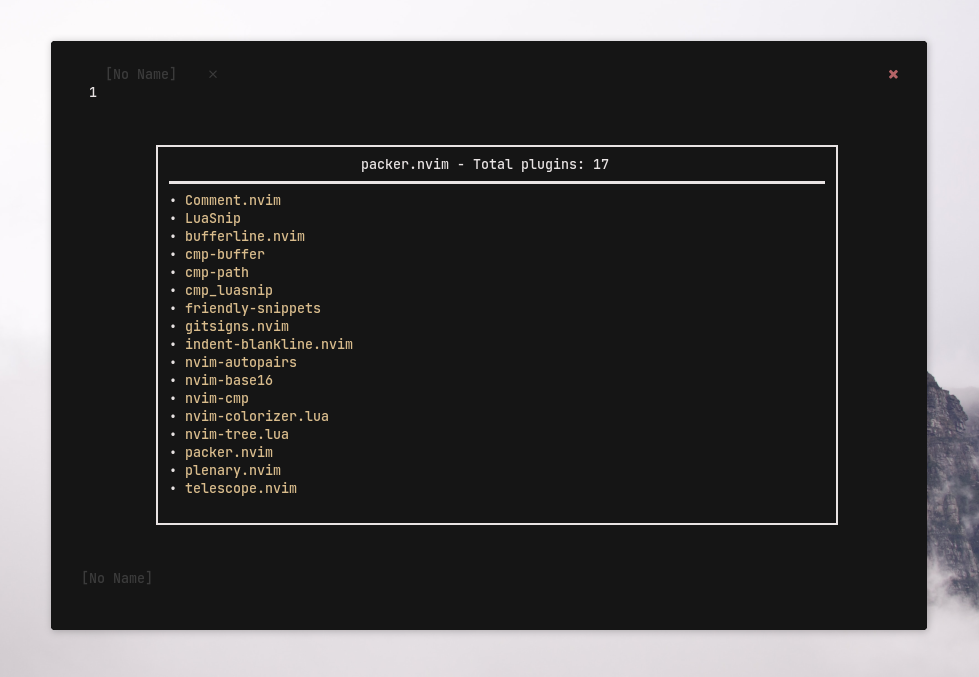 [No Name] × ✖
1
packer.nvim - Total plugins: 17
• Comment.nvim
• LuaSnip
• bufferline.nvim
• cmp-buffer
• cmp-path
• cmp_luasnip
• friendly-snippets
• gitsigns.nvim
• indent-blankline.nvim
• nvim-autopairs
• nvim-base16
• nvim-cmp
• nvim-colorizer.lua
• nvim-tree.lua
• packer.nvim
• plenary.nvim
• telescope.nvim
[No Name]